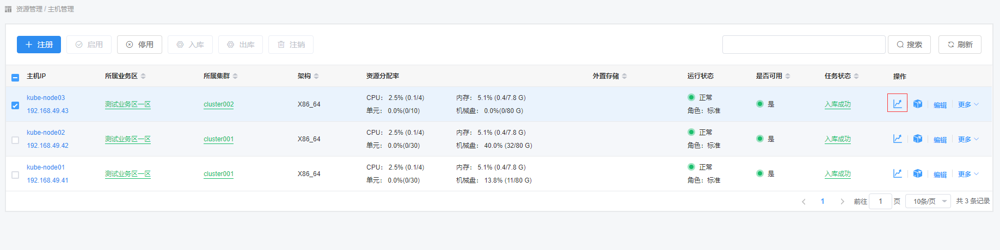 资源管理 / 主机管理
注册 启用 停用 入库 出库 注销 搜索 刷新
主机IP 所属业务区 所属集群 架构 资源分配率 外置存储 运行状态 是否可用 任务状态 操作
kube-node03 CPU： 2.5% (0.1/4) 内存： 5.1% (0.4/7.8 G) 正常
测试业务区一区 cluster002 X86_64 是 入库成功 编辑 更多
192.168.49.43 单元： 0.0%(0/10) 机械盘： 0.0%(0/80 G) 角色：标准
kube-node02 CPU： 2.5% (0.1/4) 内存： 5.1% (0.4/7.8 G) 正常
测试业务区一区 cluster001 X86_64 是 入库成功 编辑 更多
192.168.49.42 单元： 0.0%(0/30) 机械盘： 40.0% (32/80 G) 角色：标准
kube-node01 CPU： 2.5% (0.1/4) 内存： 5.1% (0.4/7.8 G) 正常
测试业务区一区 cluster001 X86_64 是 入库成功 编辑 更多
192.168.49.41 单元： 0.0%(0/30) 机械盘： 13.8% (11/80 G) 角色：标准
1 前往 1 页 10条/页 共 3 条记录